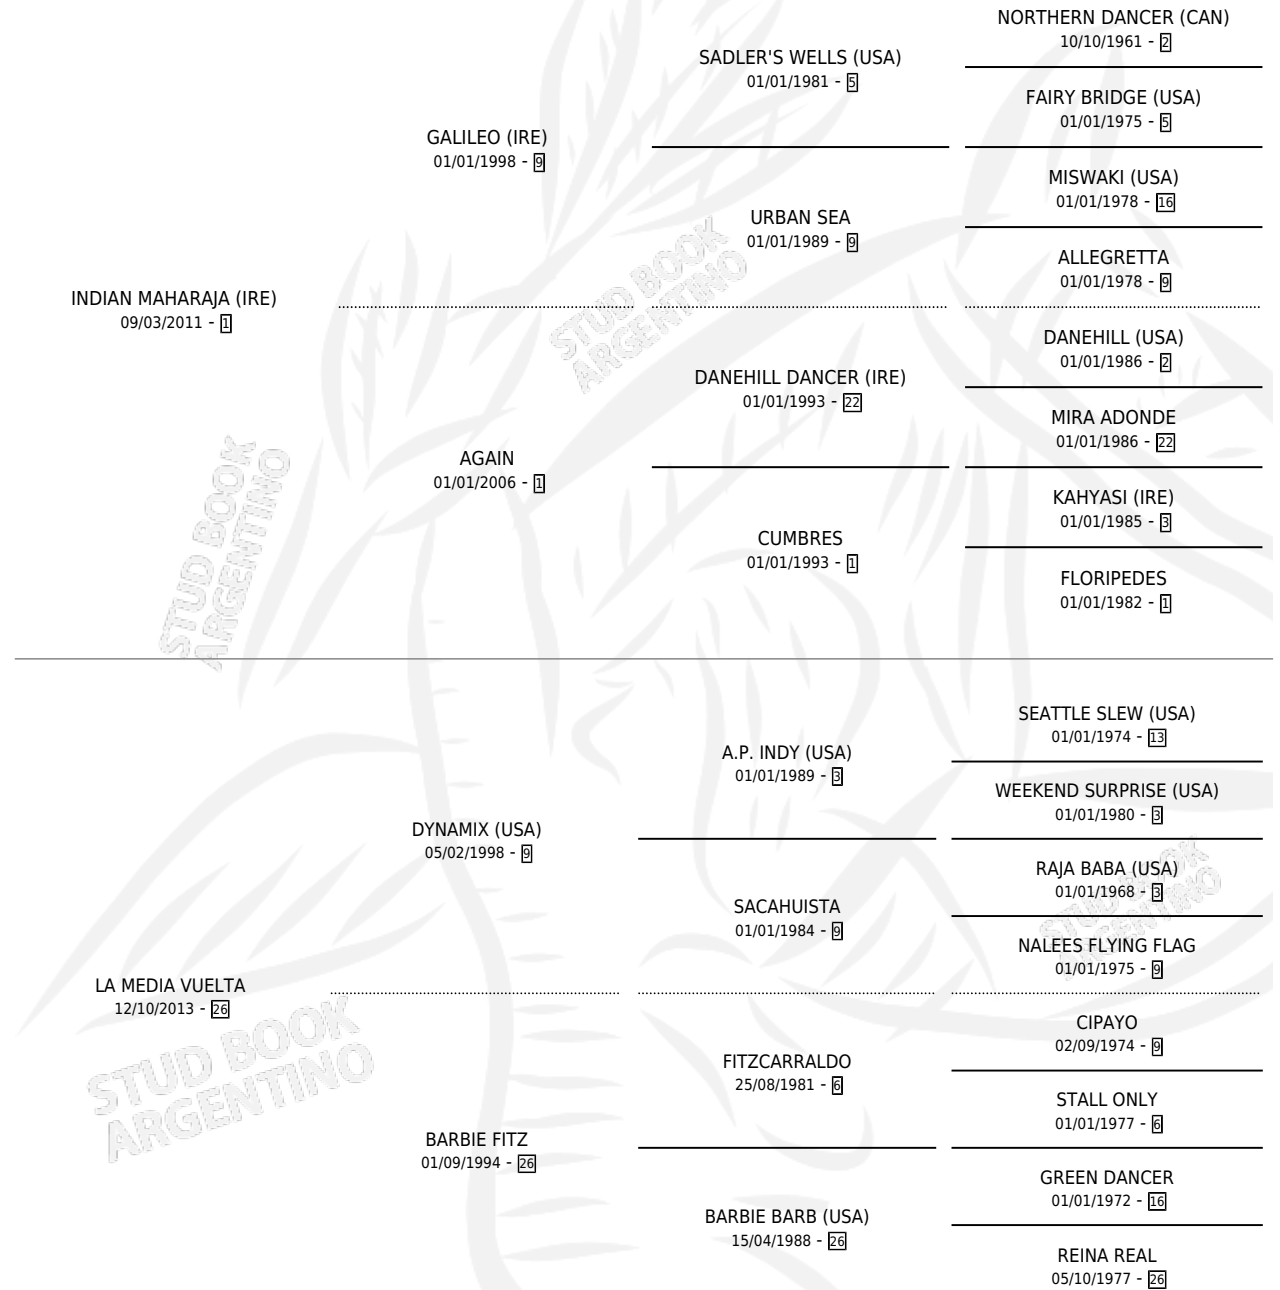 NORTHERN DANCER (CAN)
10/10/1961 - 2
SADLER'S WELLS (USA)
01/01/1981 - 5
FAIRY BRIDGE (USA)
01/01/1975 - 5
GALILEO (IRE)
01/01/1998 - 9
MISWAKI (USA)
01/01/1978 - 16
URBAN SEA
01/01/1989 - 9
ALLEGRETTA
01/01/1978 - 9
INDIAN MAHARAJA (IRE)
09/03/2011 - 1
DANEHILL (USA)
01/01/1986 - 2
DANEHILL DANCER (IRE)
01/01/1993 - 22
MIRA ADONDE
01/01/1986 - 22
AGAIN
01/01/2006 - 1
KAHYASI (IRE)
01/01/1985 - 3
CUMBRES
01/01/1993 - 1
FLORIPEDES
01/01/1982 - 1
SEATTLE SLEW (USA)
01/01/1974 - 13
A.P. INDY (USA)
01/01/1989 - 3
WEEKEND SURPRISE (USA)
01/01/1980 - 3
DYNAMIX (USA)
05/02/1998 - 9
RAJA BABA (USA)
01/01/1968 - 3
SACAHUISTA
01/01/1984 - 9
NALEES FLYING FLAG
01/01/1975 - 9
LA MEDIA VUELTA
12/10/2013 - 26
CIPAYO
02/09/1974 - 9
FITZCARRALDO
25/08/1981 - 6
STALL ONLY
01/01/1977 - 6
BARBIE FITZ
01/09/1994 - 26
GREEN DANCER
01/01/1972 - 16
BARBIE BARB (USA)
15/04/1988 - 26
REINA REAL
05/10/1977 - 26
STUD BOOK
ARGENTINO
STUD BOOK
ARGENTINO
STUD BOOK
ARGENTINO
STUD BOOK
ARGENTINO